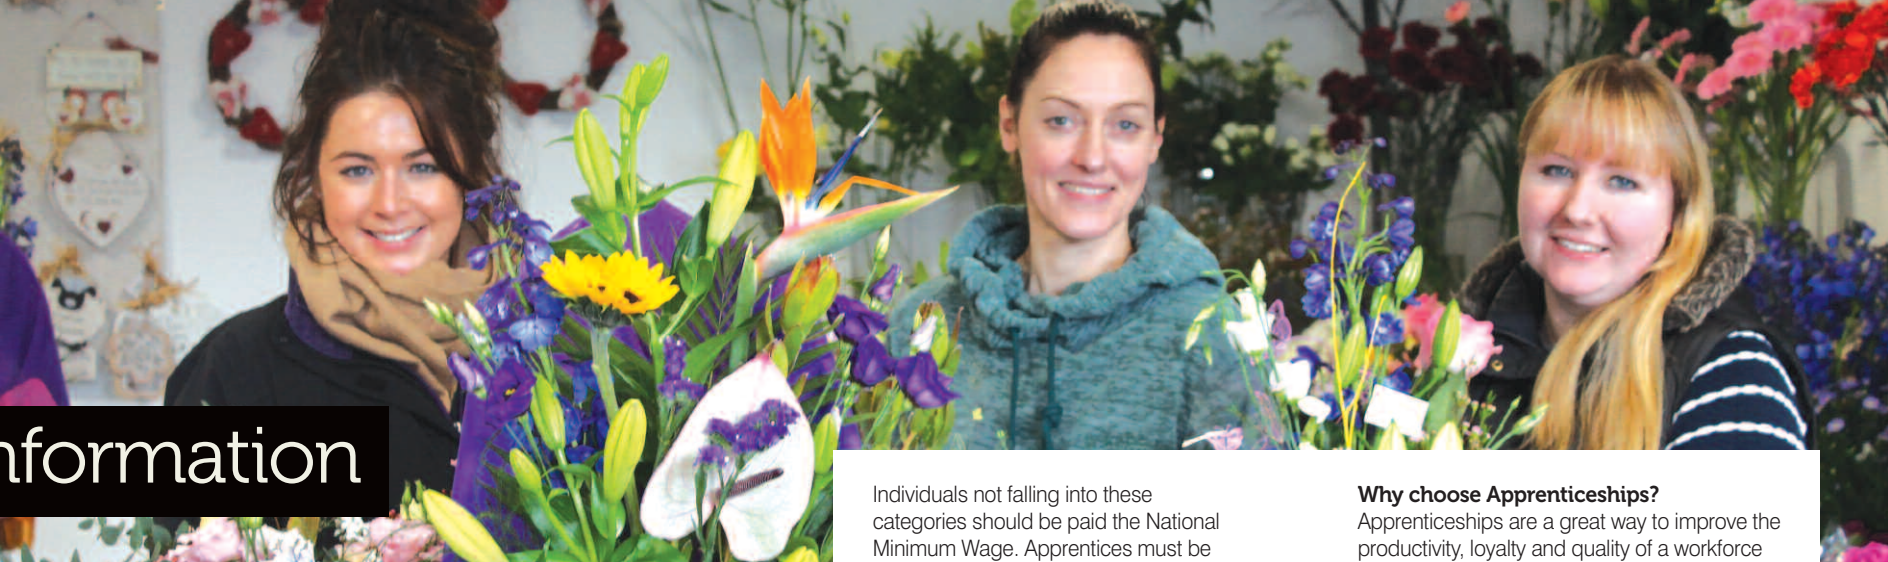 nformation
Individuals not falling into these
categories should be paid the National
Minimum Wage. Apprentices must be
Why choose Apprenticeships?
Apprenticeships are a great way to improve the
productivity, loyalty and quality of a workforce